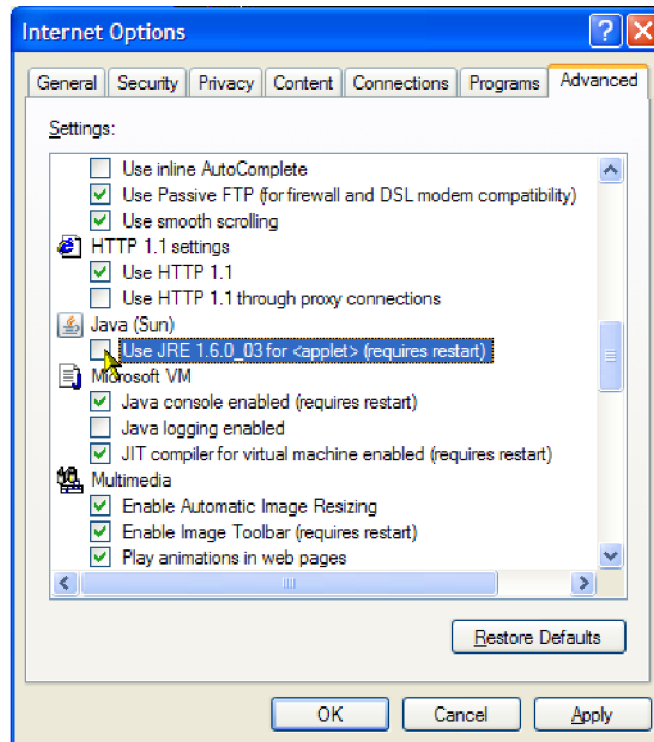 Internet Options
General Security Privacy Content Connections Programs Advanced
Settings:
Use inline AutoComplete
Use Passive FTP (for firewall and DSL modem compatibility)
Use smooth scrolling
HTTP 1.1 settings
Use HTTP 1.1
Use HTTP 1.1 through proxy connections
Java (Sun)
Use JRE 1.6.0_03 for <applet> (requires restart)
Microsoft VM
Java console enabled (requires restart)
Java logging enabled
JIT compiler for virtual machine enabled (requires restart)
Multimedia
Enable Automatic Image Resizing
Enable Image Toolbar (requires restart)
Play animations in web pages
Restore Defaults
OK Cancel Apply